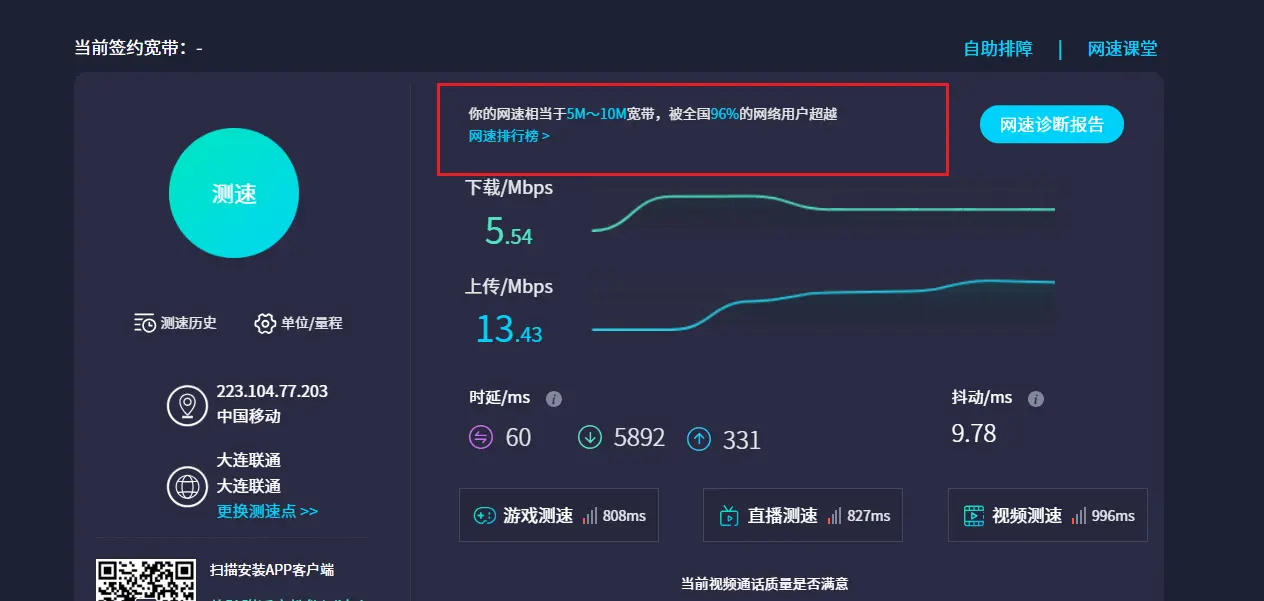 当前签约宽带：-
自助排障 | 网速课堂
你的网速相当于5M～10M宽带，被全国96%的网络用户超越
网速排行榜 >
网速诊断报告
测速
下载/Mbps
5.54
上传/Mbps
13.43
测速历史
单位/量程
223.104.77.203
中国移动
大连联通
大连联通
更换测速点 >>
时延/ms
60
5892
331
抖动/ms
9.78
游戏测速 808ms
直播测速 827ms
视频测速 996ms
扫描安装APP客户端
当前视频通话质量是否满意